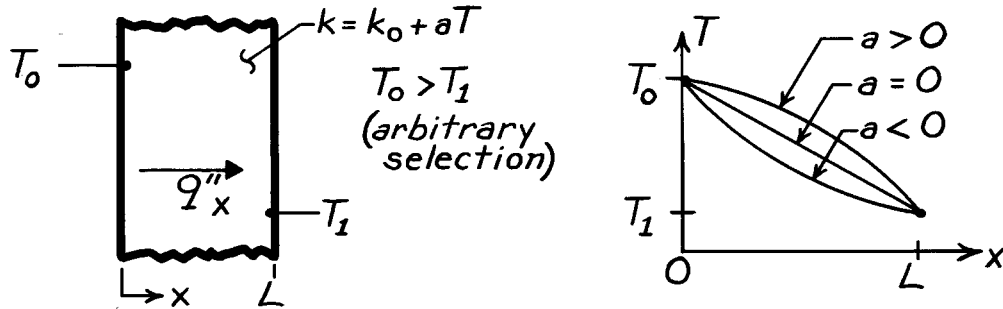 k = k₀ + aT
T₀
T₀ > T₁
(arbitrary
selection)
q″ₓ
T₁
x
L
T
a > 0
T₀
a = 0
a < 0
T₁
0
L
x